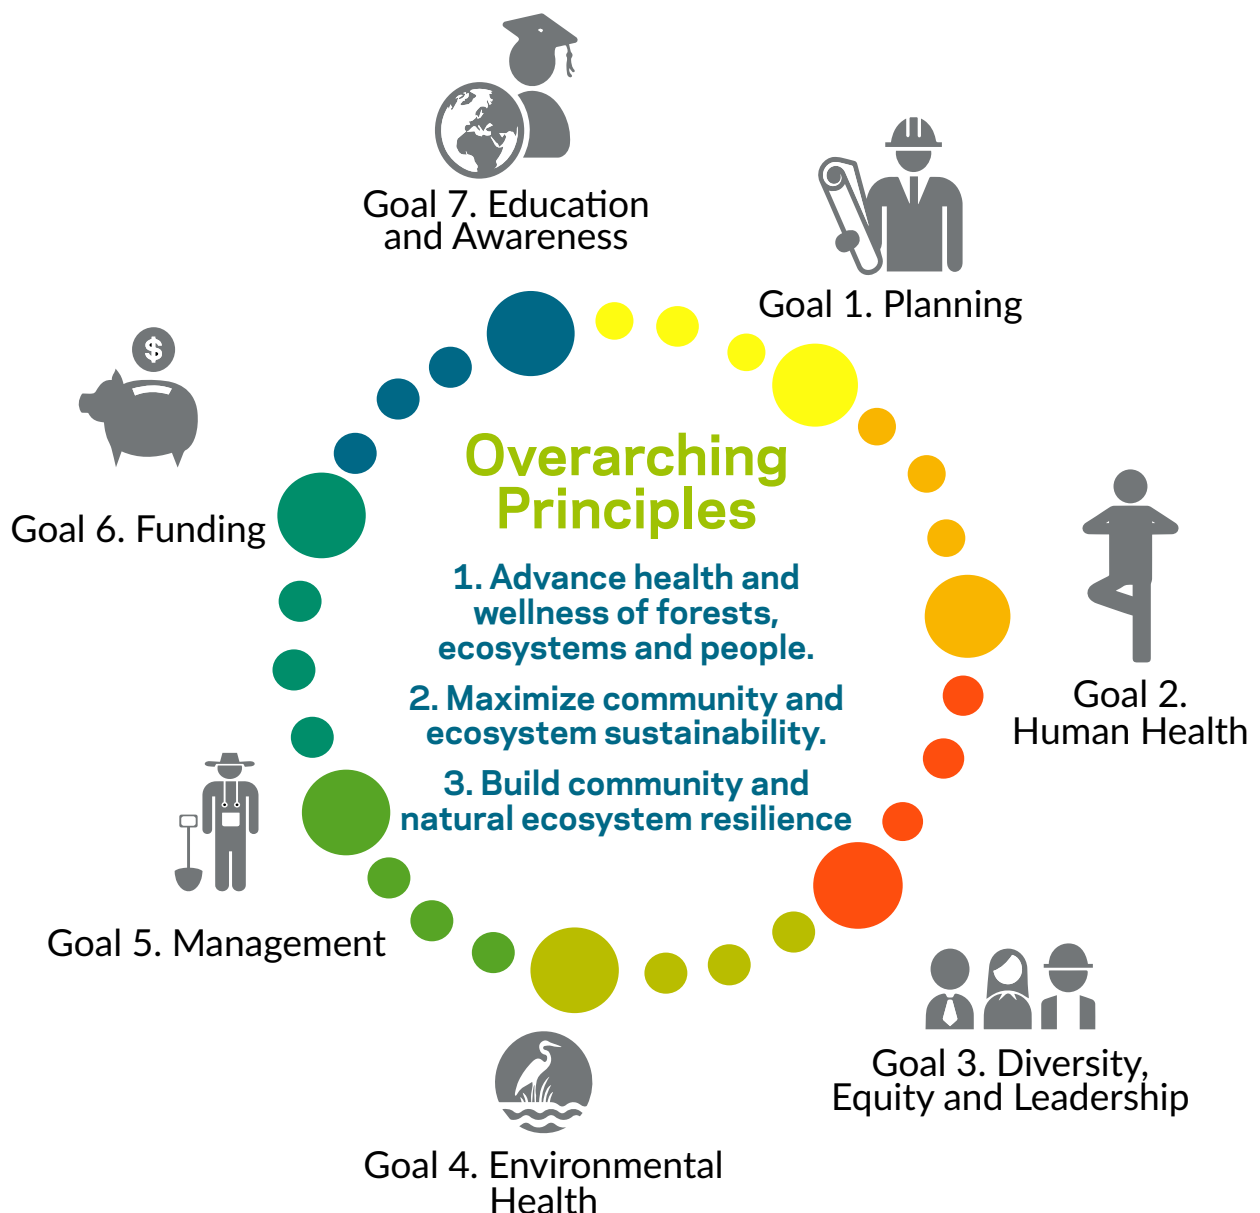 Goal 7. Education
and Awareness
Goal 1. Planning
$
Goal 6. Funding
Overarching
Principles
1. Advance health and
wellness of forests,
ecosystems and people.
2. Maximize community and
ecosystem sustainability.
3. Build community and
natural ecosystem resilience
Goal 2.
Human Health
Goal 5. Management
Goal 3. Diversity,
Equity and Leadership
Goal 4. Environmental
Health